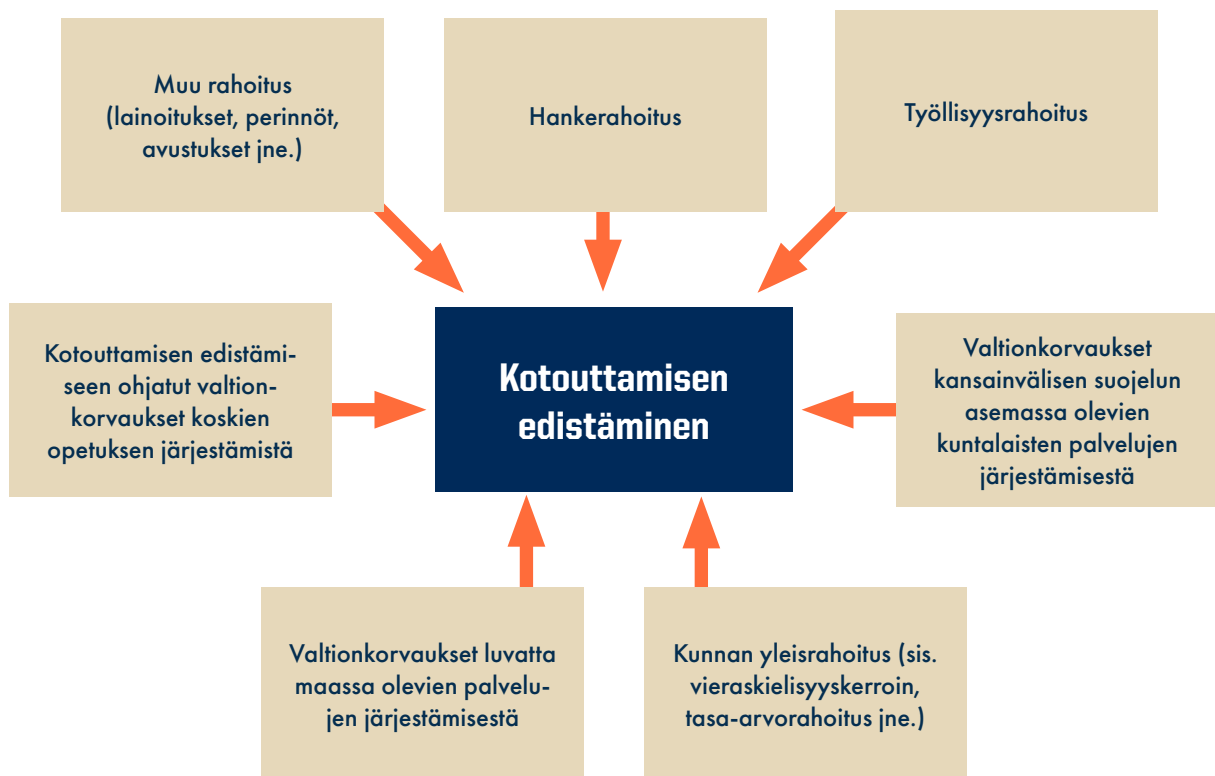 Muu rahoitus
(lainoitukset, perinnöt,
avustukset jne.)
Hankerahoitus
Työllisyysrahoitus
Kotouttamisen edistämi-
seen ohjatut valtion-
korvaukset koskien
opetuksen järjestämistä
Kotouttamisen
edistäminen
Valtionkorvaukset
kansainvälisen suojelun
asemassa olevien
kuntalaisten palvelujen
järjestämisestä
Valtionkorvaukset luvatta
maassa olevien palvelu-
jen järjestämisestä
Kunnan yleisrahoitus (sis.
vieraskielisyyskerroin,
tasa-arvorahoitus jne.)